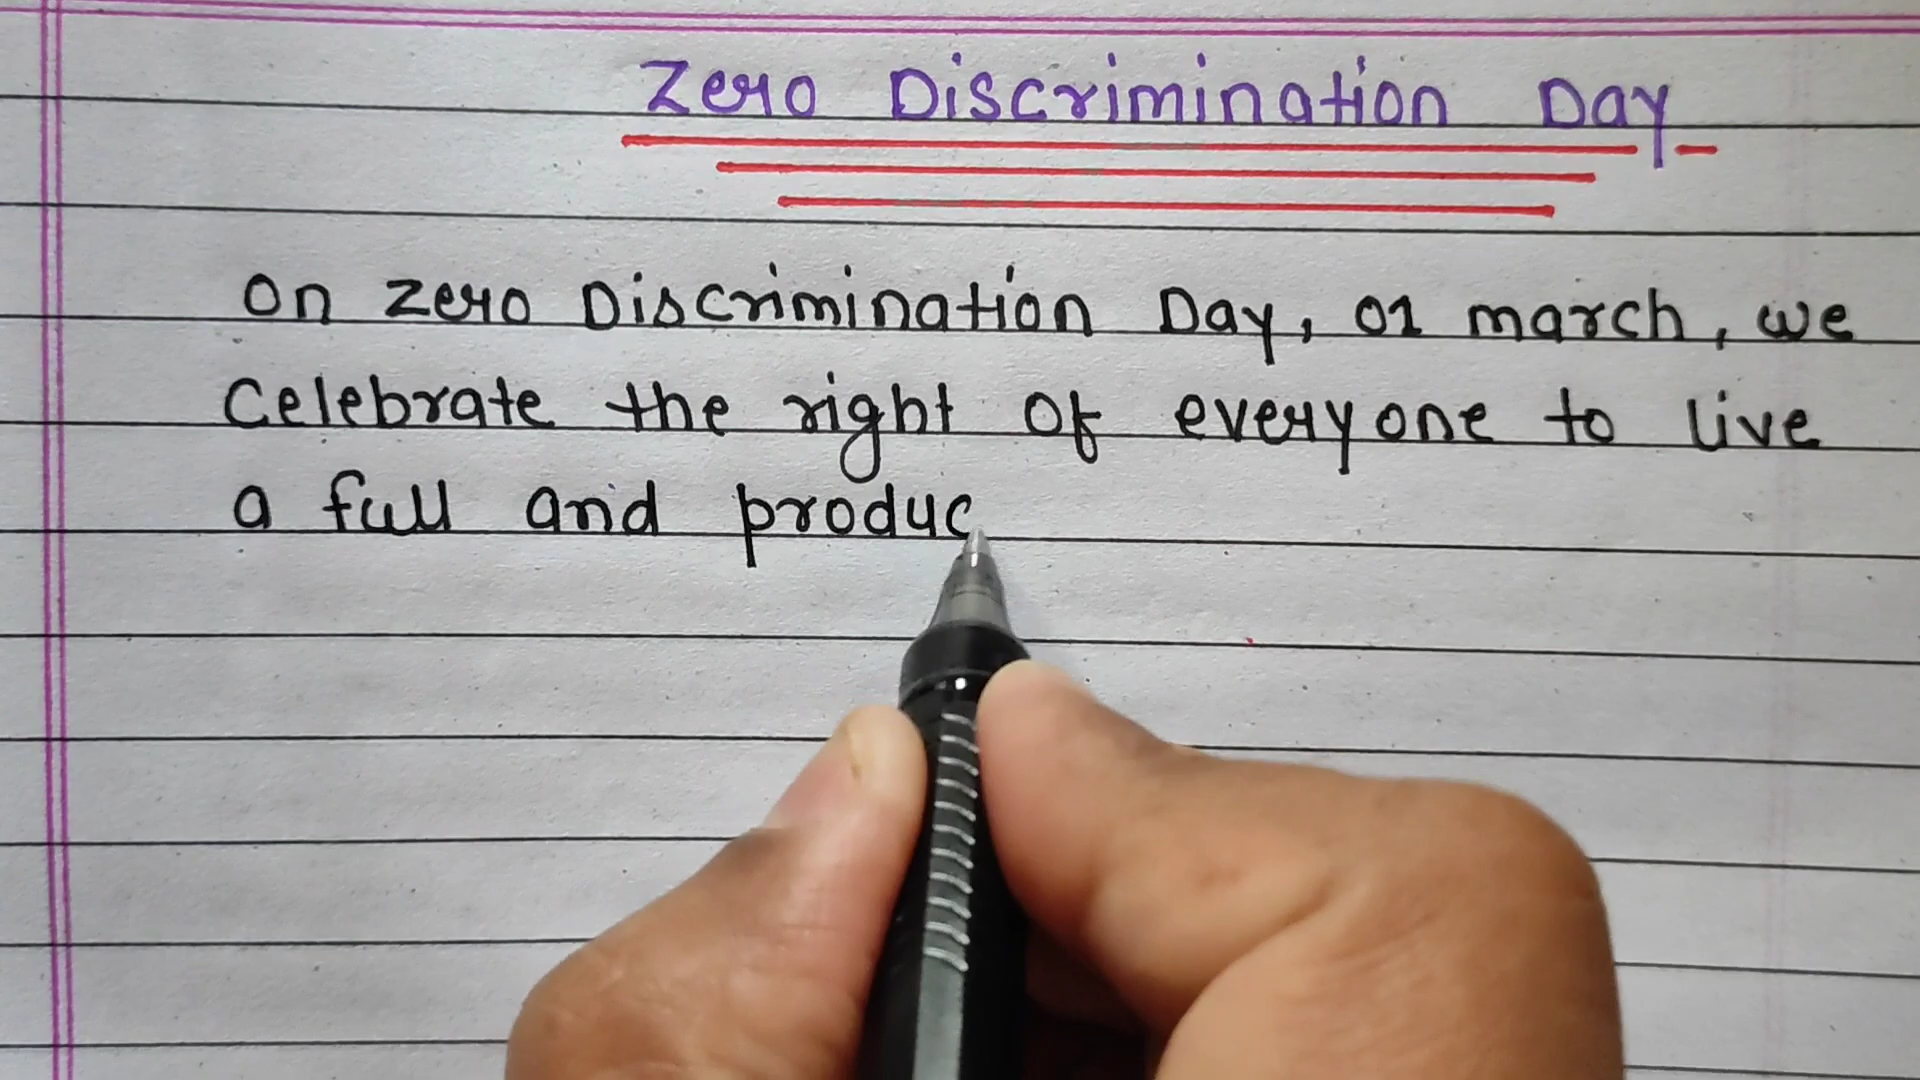 Zero Discrimination Day
On Zero Discrimination Day, 01 march, we
Celebrate the right of everyone to live
a full and produc